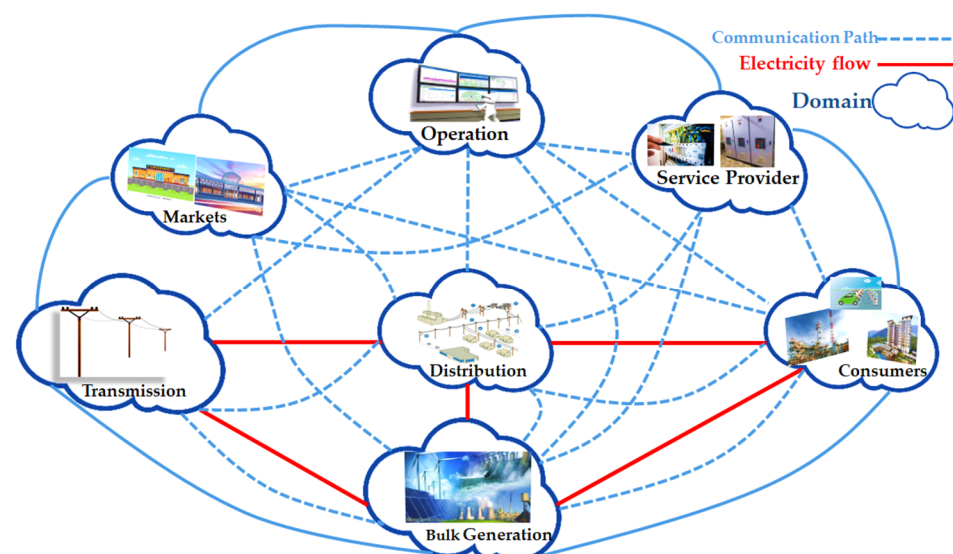 Communication Path
Electricity flow
Domain
Operation
Service Provider
Markets
Transmission
Distribution
Consumers
Bulk Generation